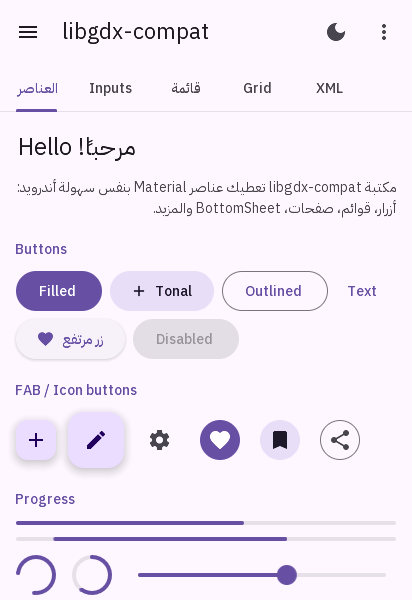 libgdx-compat
العناصر
Inputs
قائمة
Grid
XML
Hello !مرحبًا
مكتبة libgdx-compat تعطيك عناصر Material بنفس سهولة أندرويد:
أزرار، قوائم، صفحات، BottomSheet والمزيد.
Buttons
Filled
Tonal
Outlined
Text
زر مرتفع
Disabled
FAB / Icon buttons
Progress